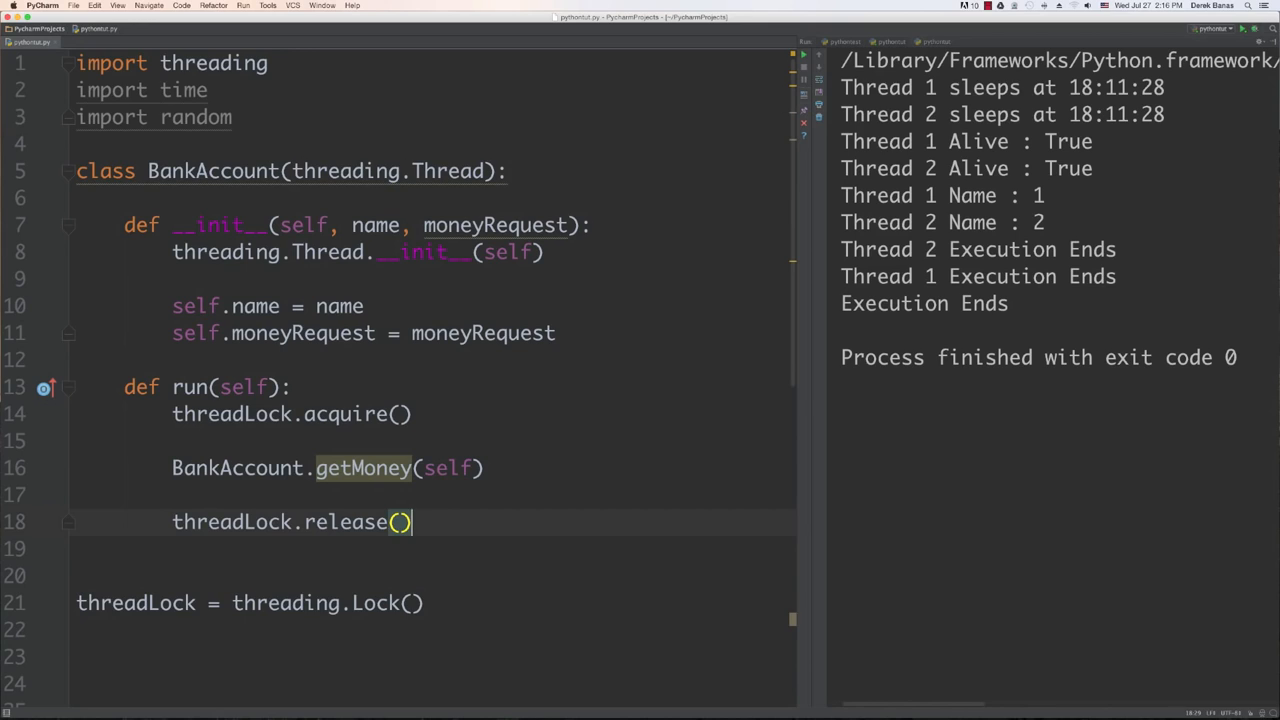 PyCharm File Edit View Navigate Code Refactor Run Tools VCS Window Help
10 Wed Jul 27 2:16 PM Derek Banas
pythontut.py - PycharmProjects - [~/PycharmProjects]
PycharmProjects pythontut.py pythontut
pythontut.py Run: pythontut pythontut
1 import threading
2 import time
3 import random
4
5 class BankAccount(threading.Thread):
6
7 def __init__(self, name, moneyRequest):
8 threading.Thread.__init__(self)
9
10 self.name = name
11 self.moneyRequest = moneyRequest
12
13 def run(self):
14 threadLock.acquire()
15
16 BankAccount.getMoney(self)
17
18 threadLock.release()
19
20
21 threadLock = threading.Lock()
22
23
24
25
/Library/Frameworks/Python.framework/
Thread 1 sleeps at 18:11:28
Thread 2 sleeps at 18:11:28
Thread 1 Alive : True
Thread 2 Alive : True
Thread 1 Name : 1
Thread 2 Name : 2
Thread 2 Execution Ends
Thread 1 Execution Ends
Execution Ends
Process finished with exit code 0
18:29 LF‡ UTF-8‡